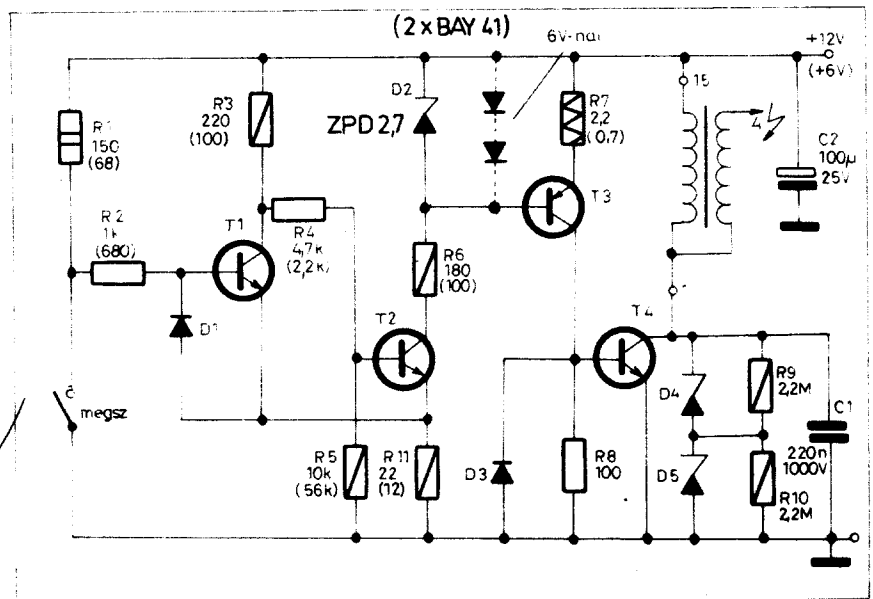 (2 x BAY 41)
6V-nál
+12V
(+6V)
R1
150
(68)
R3
220
(100)
D2
ZPD 2,7
R7
2,2
(0,7)
15
4
C2
100µ
25V
R2
1k
(680)
T1
R4
4,7k
(2,2k)
T3
R6
180
(100)
D1
T2
1
T4
megsz
R5
10k
(56k)
R11
22
(12)
D3
R8
100
D4
D5
R9
2,2M
R10
2,2M
C1
220n
1000V